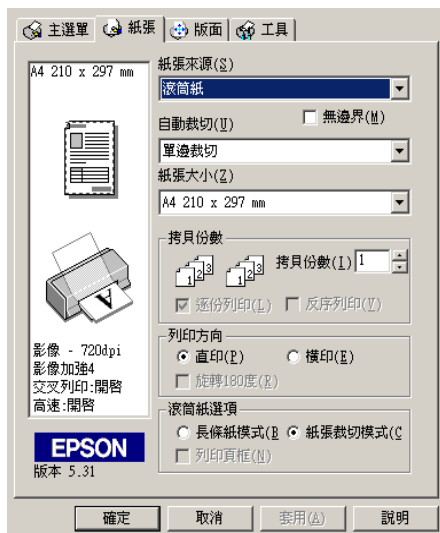 主選單 紙張 版面 工具
A4 210 x 297 mm
紙張來源(S)
滾筒紙
自動裁切(U)
無邊界(M)
單邊裁切
紙張大小(Z)
A4 210 x 297 mm
拷貝份數
拷貝份數(I) 1
逐份列印(L) 反序列印(V)
列印方向
直印(P) 橫印(E)
旋轉180度(R)
滾筒紙選項
長條紙模式(B 紙張裁切模式(C
列印頁框(N)
影像 - 720dpi
影像加強4
交叉列印:開啓
高速:開啓
EPSON
版本 5.31
確定 取消 套用(A) 說明